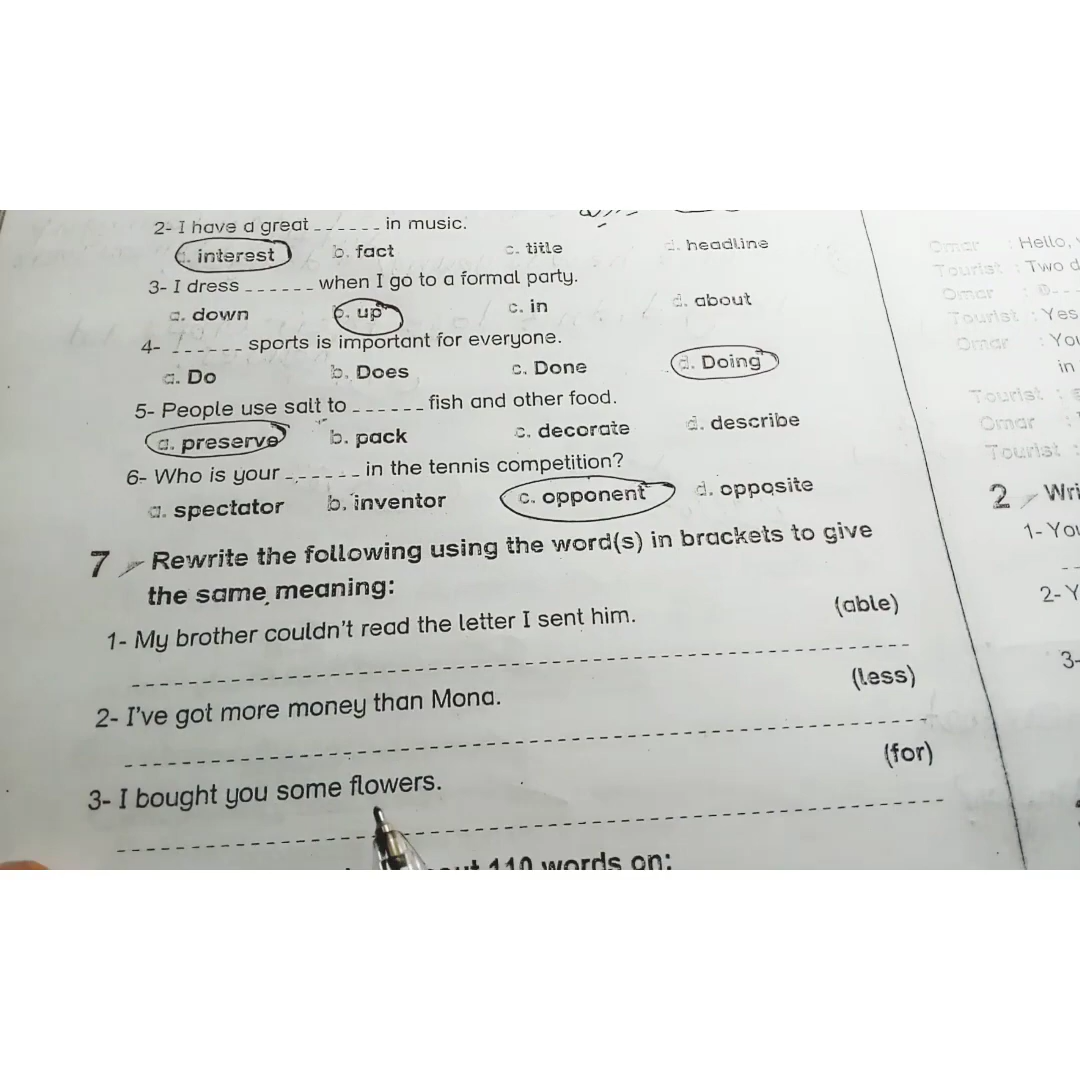 2- I have a great ------ in music.
a. interest b. fact c. title d. headline
3- I dress ------ when I go to a formal party.
a. down b. up c. in d. about
4- ------ sports is important for everyone.
a. Do b. Does c. Done d. Doing
5- People use salt to ------ fish and other food.
a. preserve b. pack c. decorate d. describe
6- Who is your ------ in the tennis competition?
a. spectator b. inventor c. opponent d. opposite
7 Rewrite the following using the word(s) in brackets to give
the same meaning:
1- My brother couldn't read the letter I sent him. (able)
2- I've got more money than Mona. (less)
3- I bought you some flowers. (for)
110 words on:
Omar : Hello,
Tourist : Two
Omar :
Tourist : Yes
Omar : You
in
Tourist :
Omar :
Tourist :
2
1- You
2- Y
3-